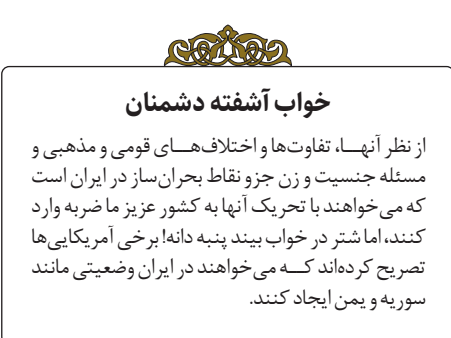 خواب آشفته دشمنان
از نظر آنهـــا، تفاوت‌ها و اختلاف‌هـــای قومی و مذهبی و
مسئله جنسیت و زن جزو نقاط بحران‌ساز در ایران است
که می‌خواهند با تحریک آنها به کشور عزیز ما ضربه وارد
کنند، اما شتر در خواب بیند پنبه دانه! برخی آمریکایی‌ها
تصریح کرده‌اند کـــه می‌خواهند در ایران وضعیتی مانند
سوریه و یمن ایجاد کنند.